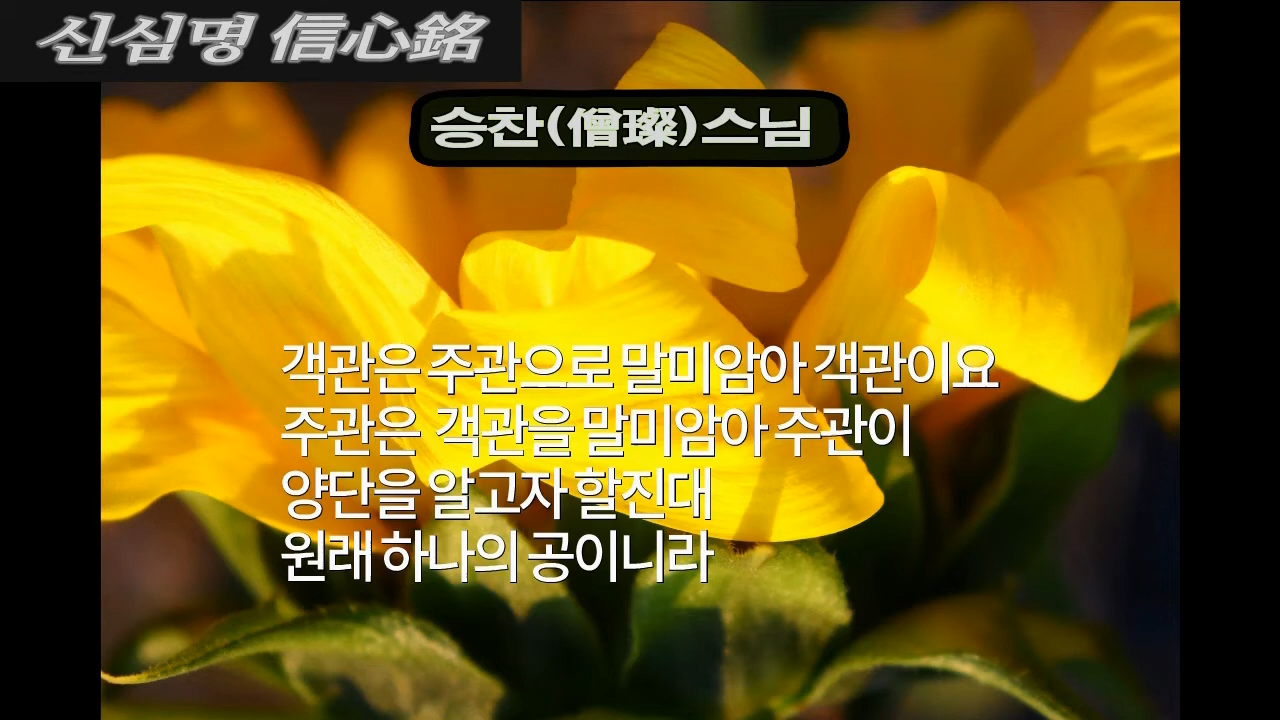 신심명 信心銘
승찬(僧璨)스님
객관은 주관으로 말미암아 객관이요
주관은 객관을 말미암아 주관이
양단을 알고자 할진대
원래 하나의 공이니라